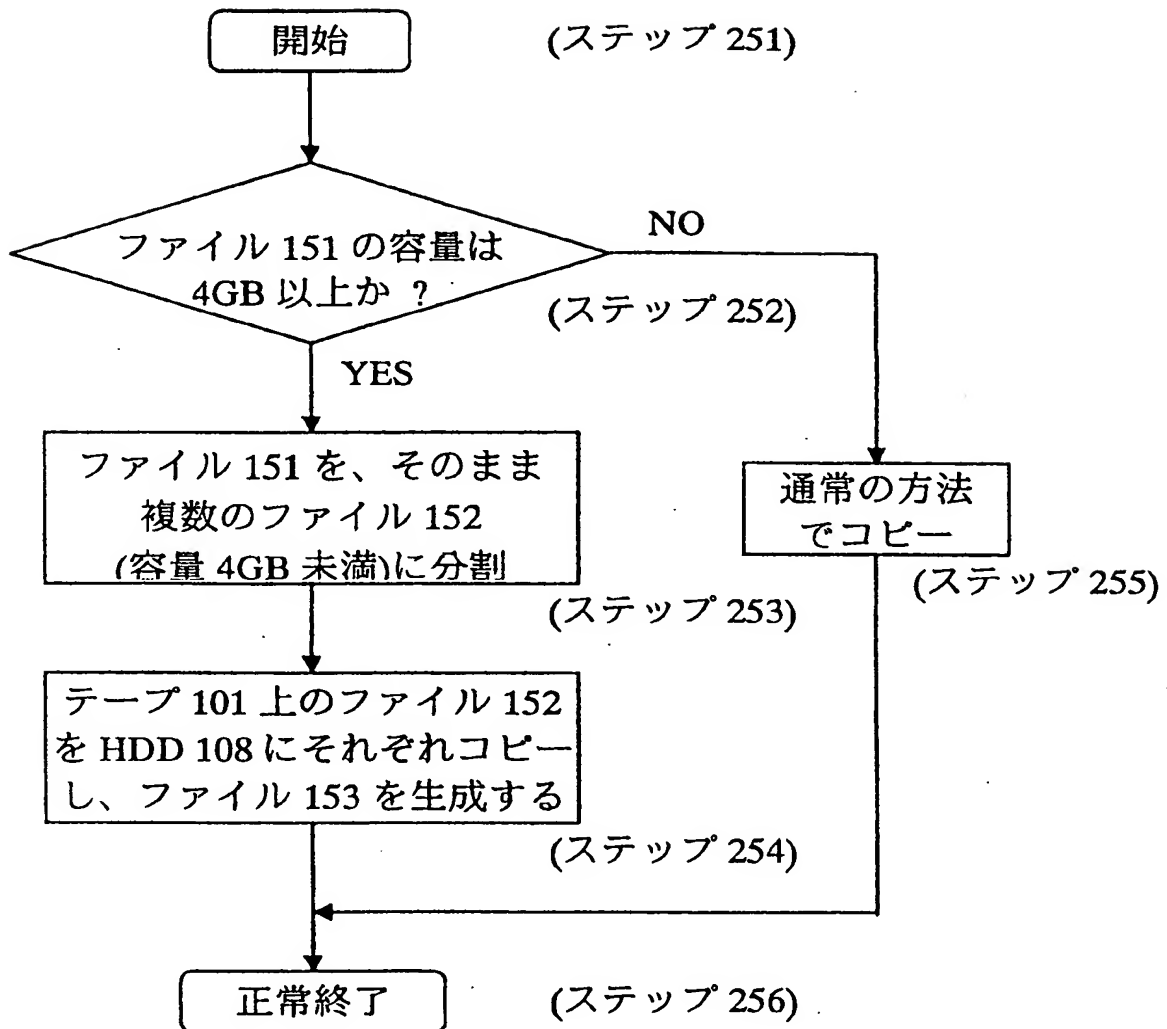 開始
(ステップ 251)
ファイル 151 の容量は
4GB 以上か ?
NO
(ステップ 252)
YES
ファイル 151 を、そのまま
複数のファイル 152
(容量 4GB 未満)に分割
(ステップ 253)
通常の方法
でコピー
(ステップ 255)
テープ 101 上のファイル 152
を HDD 108 にそれぞれコピー
し、ファイル 153 を生成する
(ステップ 254)
正常終了
(ステップ 256)